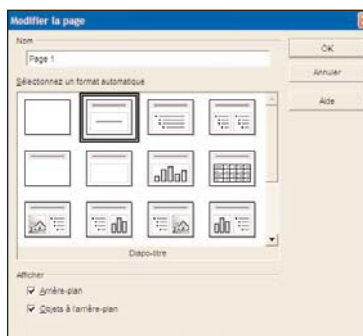 Modifier la page
Nom
Page 1
OK
Annuler
Aide
Sélectionnez un format automatique
Diapo-titre
Afficher
Arrière-plan
Objets à l'arrière-plan